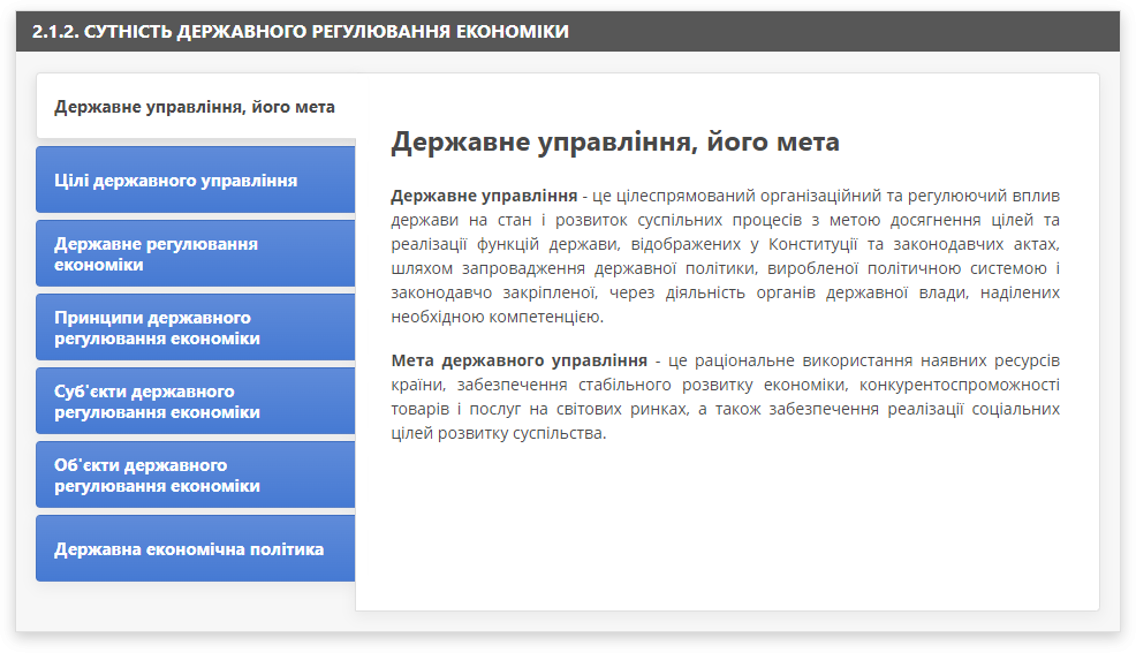 2.1.2. СУТНІСТЬ ДЕРЖАВНОГО РЕГУЛЮВАННЯ ЕКОНОМІКИ
Державне управління, його мета
Цілі державного управління
Державне регулювання
економіки
Принципи державного
регулювання економіки
Суб'єкти державного
регулювання економіки
Об'єкти державного
регулювання економіки
Державна економічна політика
Державне управління, його мета
Державне управління - це цілеспрямований організаційний та регулюючий вплив
держави на стан і розвиток суспільних процесів з метою досягнення цілей та
реалізації функцій держави, відображених у Конституції та законодавчих актах,
шляхом запровадження державної політики, виробленої політичною системою і
законодавчо закріпленої, через діяльність органів державної влади, наділених
необхідною компетенцією.
Мета державного управління - це раціональне використання наявних ресурсів
країни, забезпечення стабільного розвитку економіки, конкурентоспроможності
товарів і послуг на світових ринках, а також забезпечення реалізації соціальних
цілей розвитку суспільства.